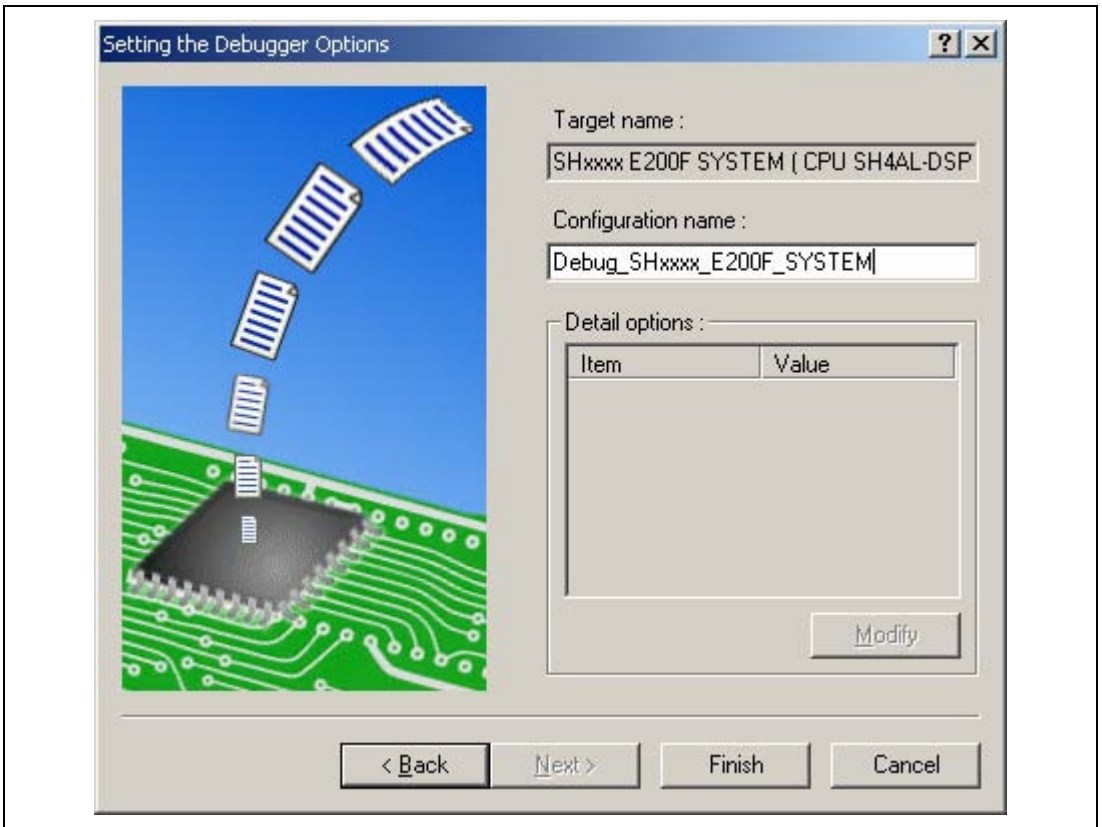 Setting the Debugger Options
Target name :
SHxxxx E200F SYSTEM ( CPU SH4AL-DSP
Configuration name :
Debug_SHxxxx_E200F_SYSTEM
Detail options :
Item Value
Modify
< Back Next > Finish Cancel